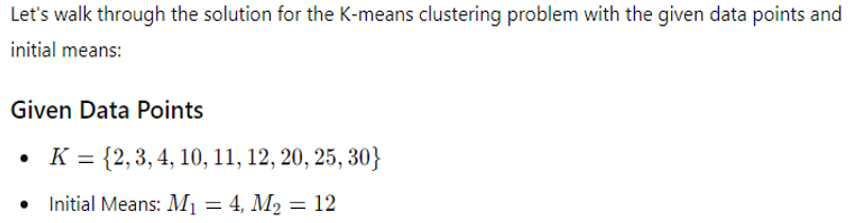 Let's walk through the solution for the K-means clustering problem with the given data points and
initial means:
Given Data Points
• K = {2, 3, 4, 10, 11, 12, 20, 25, 30}
• Initial Means: M₁ = 4, M₂ = 12